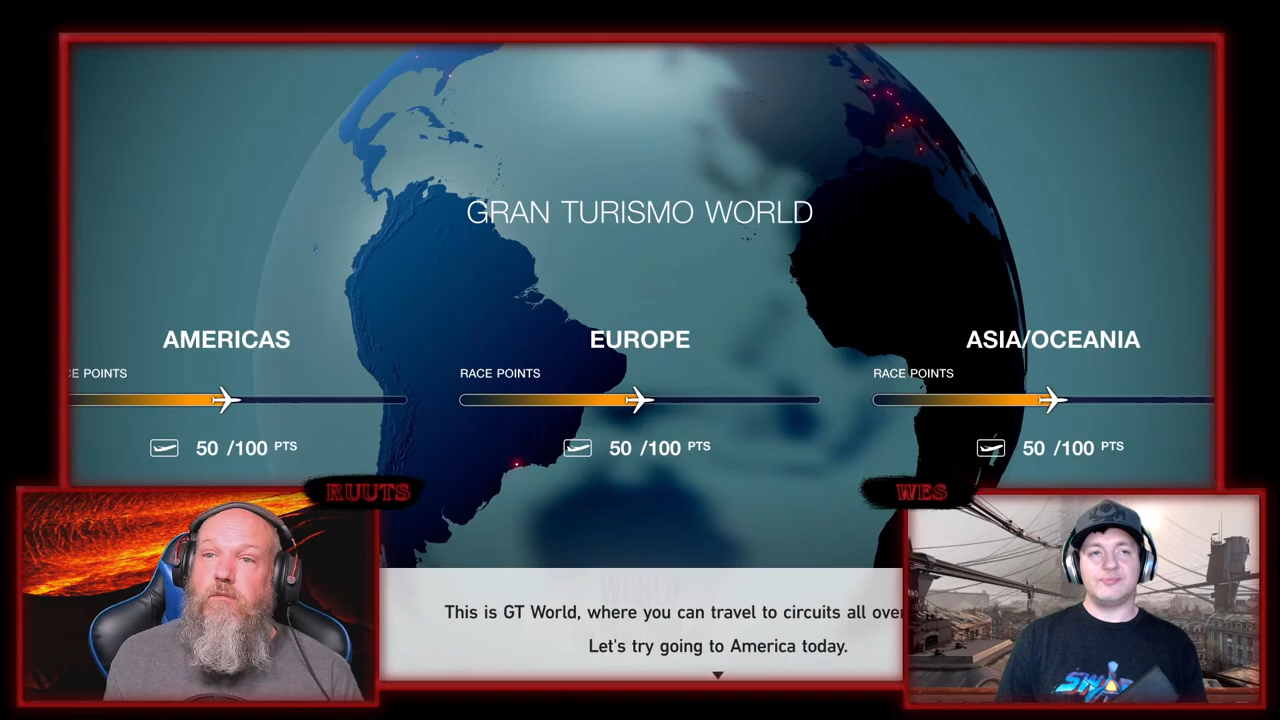 GRAN TURISMO WORLD
AMERICAS
EUROPE
ASIA/OCEANIA
CE POINTS
RACE POINTS
RACE POINTS
50 /100 PTS
50 /100 PTS
50 /100 PTS
RUUTS
WES
This is GT World, where you can travel to circuits all over
Let's try going to America today.